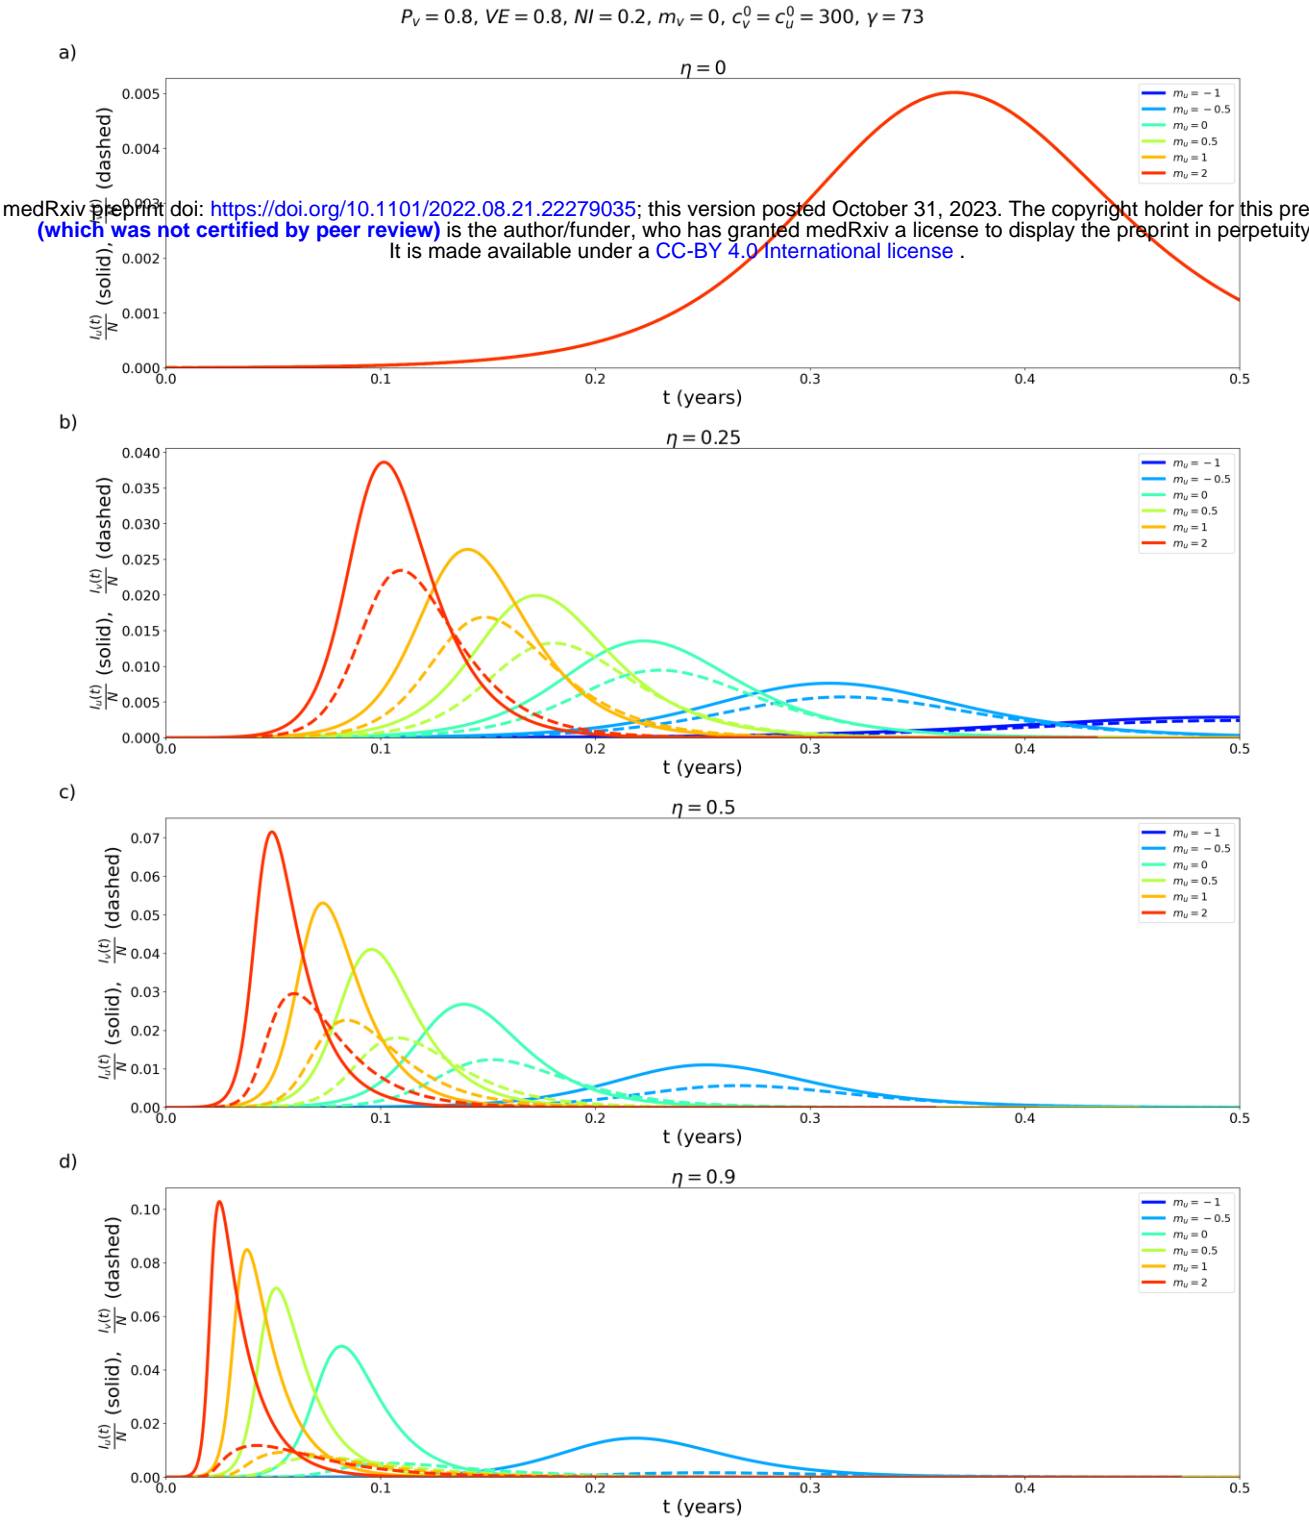 P_v = 0.8, VE = 0.8, NI = 0.2, m_v = 0, c_v^0 = c_u^0 = 300, γ = 73
a)
η = 0
0.005
0.004
0.003
0.002
0.001
0.000
I_u(t)/N (solid), (dashed)
m_u = −1
m_u = −0.5
m_u = 0
m_u = 0.5
m_u = 1
m_u = 2
medRxiv preprint doi: https://doi.org/10.1101/2022.08.21.22279035; this version posted October 31, 2023. The copyright holder for this pre
(which was not certified by peer review) is the author/funder, who has granted medRxiv a license to display the preprint in perpetuity
It is made available under a CC-BY 4.0 International license .
0.0 0.1 0.2 0.3 0.4 0.5
t (years)
b)
η = 0.25
0.040
0.035
0.030
0.025
0.020
0.015
0.010
0.005
0.000
I_u(t)/N (solid), I_v(t)/N (dashed)
m_u = −1
m_u = −0.5
m_u = 0
m_u = 0.5
m_u = 1
m_u = 2
0.0 0.1 0.2 0.3 0.4 0.5
t (years)
c)
η = 0.5
0.07
0.06
0.05
0.04
0.03
0.02
0.01
0.00
I_u(t)/N (solid), I_v(t)/N (dashed)
m_u = −1
m_u = −0.5
m_u = 0
m_u = 0.5
m_u = 1
m_u = 2
0.0 0.1 0.2 0.3 0.4 0.5
t (years)
d)
η = 0.9
0.10
0.08
0.06
0.04
0.02
0.00
I_u(t)/N (solid), I_v(t)/N (dashed)
m_u = −1
m_u = −0.5
m_u = 0
m_u = 0.5
m_u = 1
m_u = 2
0.0 0.1 0.2 0.3 0.4 0.5
t (years)